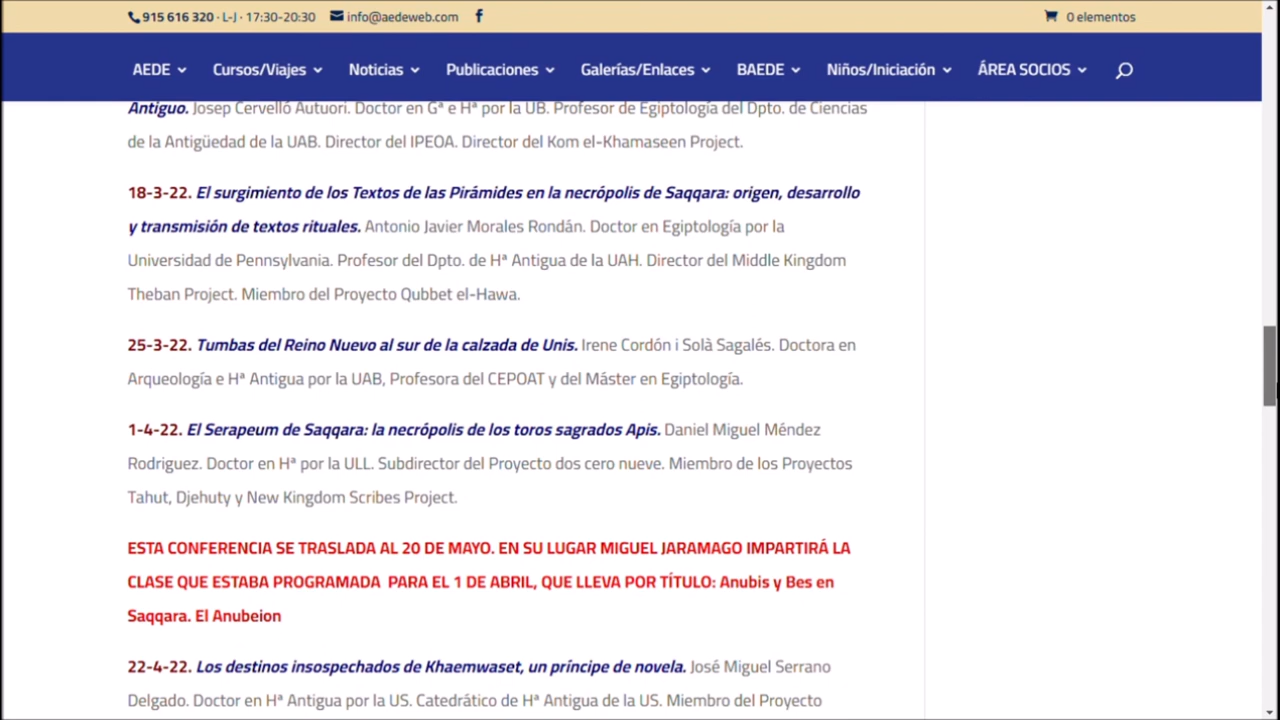 915 616 320 · L-J · 17:30-20:30 info@aedeweb.com 0 elementos
AEDE Cursos/Viajes Noticias Publicaciones Galerías/Enlaces BAEDE Niños/Iniciación ÁREA SOCIOS
Antiguo. Josep Cervelló Autuori. Doctor en Gª e Hª por la UB. Profesor de Egiptología del Dpto. de Ciencias
de la Antigüedad de la UAB. Director del IPEOA. Director del Kom el-Khamaseen Project.
18-3-22. El surgimiento de los Textos de las Pirámides en la necrópolis de Saqqara: origen, desarrollo
y transmisión de textos rituales. Antonio Javier Morales Rondán. Doctor en Egiptología por la
Universidad de Pennsylvania. Profesor del Dpto. de Hª Antigua de la UAH. Director del Middle Kingdom
Theban Project. Miembro del Proyecto Qubbet el-Hawa.
25-3-22. Tumbas del Reino Nuevo al sur de la calzada de Unis. Irene Cordón i Solà Sagalés. Doctora en
Arqueología e Hª Antigua por la UAB, Profesora del CEPOAT y del Máster en Egiptología.
1-4-22. El Serapeum de Saqqara: la necrópolis de los toros sagrados Apis. Daniel Miguel Méndez
Rodriguez. Doctor en Hª por la ULL. Subdirector del Proyecto dos cero nueve. Miembro de los Proyectos
Tahut, Djehuty y New Kingdom Scribes Project.
ESTA CONFERENCIA SE TRASLADA AL 20 DE MAYO. EN SU LUGAR MIGUEL JARAMAGO IMPARTIRÁ LA
CLASE QUE ESTABA PROGRAMADA PARA EL 1 DE ABRIL, QUE LLEVA POR TÍTULO: Anubis y Bes en
Saqqara. El Anubeion
22-4-22. Los destinos insospechados de Khaemwaset, un príncipe de novela. José Miguel Serrano
Delgado. Doctor en Hª Antigua por la US. Catedrático de Hª Antigua de la US. Miembro del Proyecto